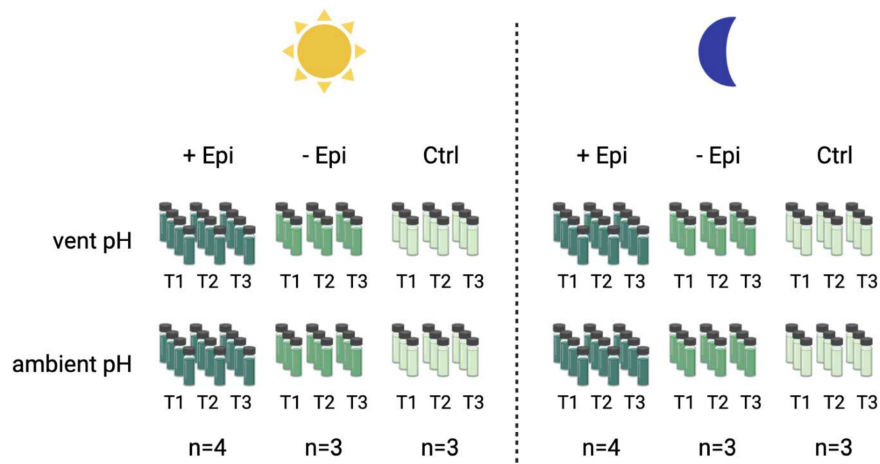 + Epi - Epi Ctrl + Epi - Epi Ctrl
vent pH
T1 T2 T3 T1 T2 T3 T1 T2 T3 T1 T2 T3 T1 T2 T3 T1 T2 T3
ambient pH
T1 T2 T3 T1 T2 T3 T1 T2 T3 T1 T2 T3 T1 T2 T3 T1 T2 T3
n=4 n=3 n=3 n=4 n=3 n=3